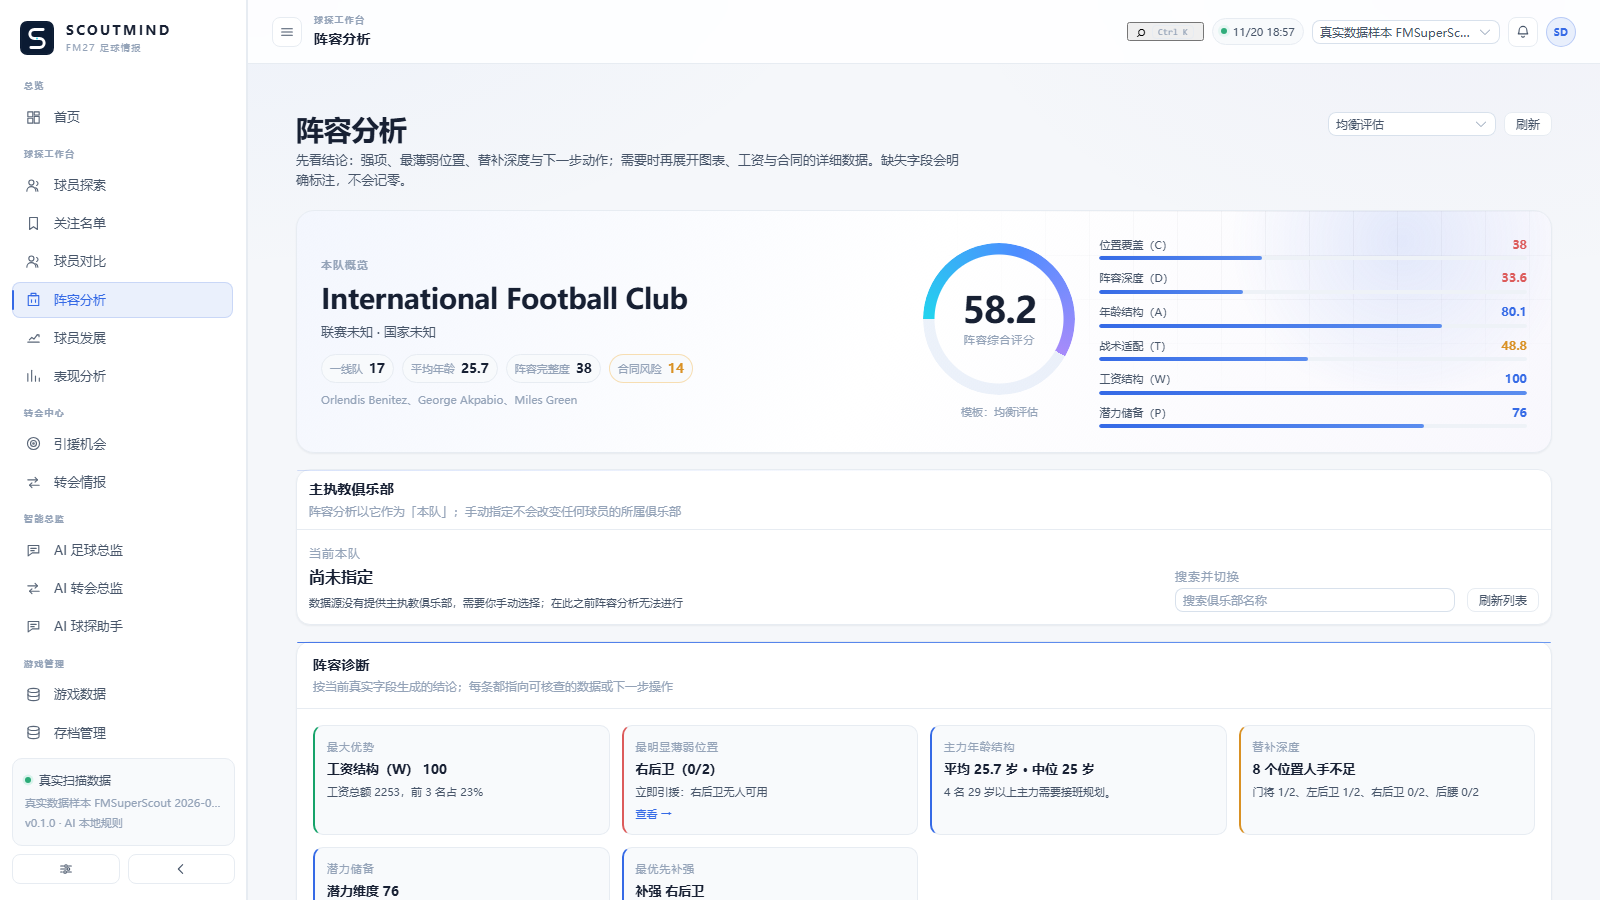 SCOUTMIND
FM27 足球情报
总览
首页
球探工作台
球员探索
关注名单
球员对比
阵容分析
球员发展
表现分析
转会中心
引援机会
转会情报
智能总监
AI 足球总监
AI 转会总监
AI 球探助手
游戏管理
游戏数据
存档管理
真实扫描数据
真实数据样本 FMSuperScout 2026-0...
v0.1.0 · AI 本地规则
球探工作台
阵容分析
Ctrl K
11/20 18:57
真实数据样本 FMSuperSc...
SD
阵容分析
先看结论：强项、最薄弱位置、替补深度与下一步动作；需要时再展开图表、工资与合同的详细数据。缺失字段会明
确标注，不会记零。
均衡评估
刷新
本队概览
International Football Club
联赛未知 · 国家未知
一线队 17
平均年龄 25.7
阵容完整度 38
合同风险 14
Orlendis Benitez、George Akpabio、Miles Green
58.2
阵容综合评分
模板：均衡评估
位置覆盖（C） 38
阵容深度（D） 33.6
年龄结构（A） 80.1
战术适配（T） 48.8
工资结构（W） 100
潜力储备（P） 76
主执教俱乐部
阵容分析以它作为「本队」；手动指定不会改变任何球员的所属俱乐部
当前本队
尚未指定
数据源没有提供主执教俱乐部，需要你手动选择；在此之前阵容分析无法进行
搜索并切换
搜索俱乐部名称
刷新列表
阵容诊断
按当前真实字段生成的结论；每条都指向可核查的数据或下一步操作
最大优势
工资结构（W） 100
工资总额 2253，前 3 名占 23%
最明显薄弱位置
右后卫（0/2）
立即引援：右后卫无人可用
查看 →
主力年龄结构
平均 25.7 岁 • 中位 25 岁
4 名 29 岁以上主力需要接班规划。
替补深度
8 个位置人手不足
门将 1/2、左后卫 1/2、右后卫 0/2、后腰 0/2
潜力储备
潜力维度 76
最优先补强
补强 右后卫